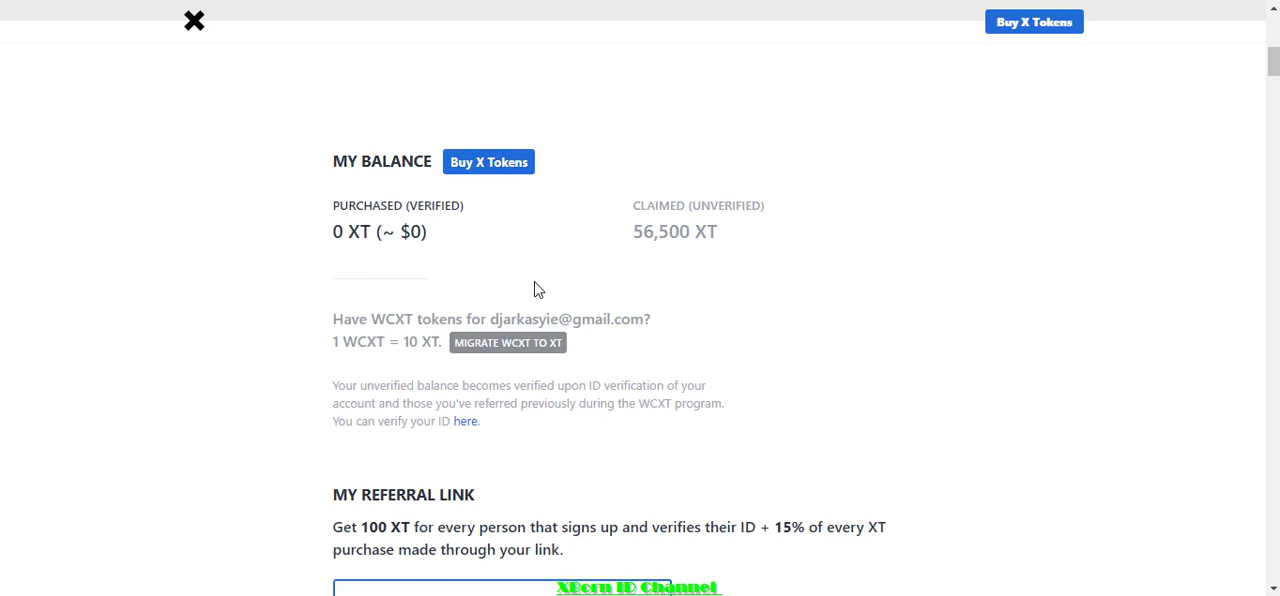 Buy X Tokens
MY BALANCE Buy X Tokens
PURCHASED (VERIFIED) CLAIMED (UNVERIFIED)
0 XT (~ $0) 56,500 XT
Have WCXT tokens for djarkasyie@gmail.com?
1 WCXT = 10 XT. MIGRATE WCXT TO XT
Your unverified balance becomes verified upon ID verification of your
account and those you've referred previously during the WCXT program.
You can verify your ID here.
MY REFERRAL LINK
Get 100 XT for every person that signs up and verifies their ID + 15% of every XT
purchase made through your link.
XBorn ID Channel